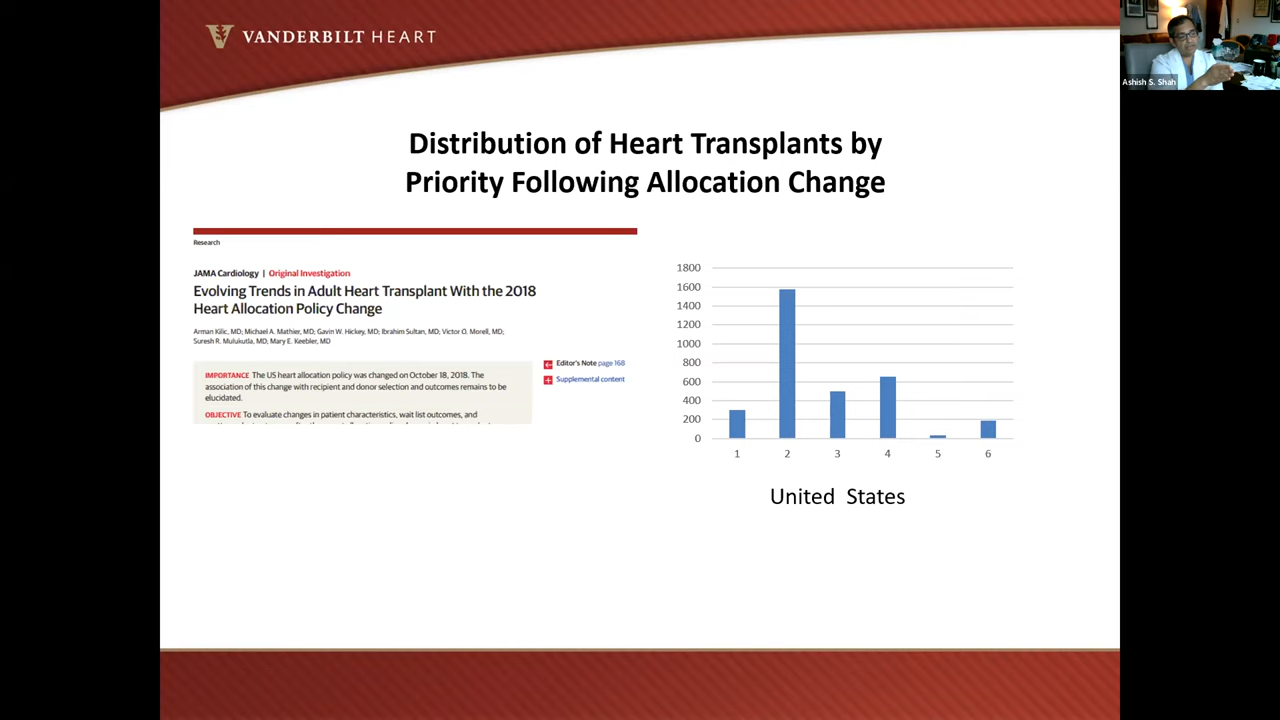 VANDERBILT HEART
Ashish S. Shah
Distribution of Heart Transplants by
Priority Following Allocation Change
Research
JAMA Cardiology | Original Investigation
Evolving Trends in Adult Heart Transplant With the 2018
Heart Allocation Policy Change
Arman Kilic, MD; Michael A. Mathier, MD; Gavin W. Hickey, MD; Ibrahim Sultan, MD; Victor O. Morell, MD;
Suresh R. Mulukutla, MD; Mary E. Keebler, MD
IMPORTANCE The US heart allocation policy was changed on October 18, 2018. The
association of this change with recipient and donor selection and outcomes remains to be
elucidated.
OBJECTIVE To evaluate changes in patient characteristics, wait list outcomes, and
Editor's Note page 168
Supplemental content
1800
1600
1400
1200
1000
800
600
400
200
0
1 2 3 4 5 6
United States